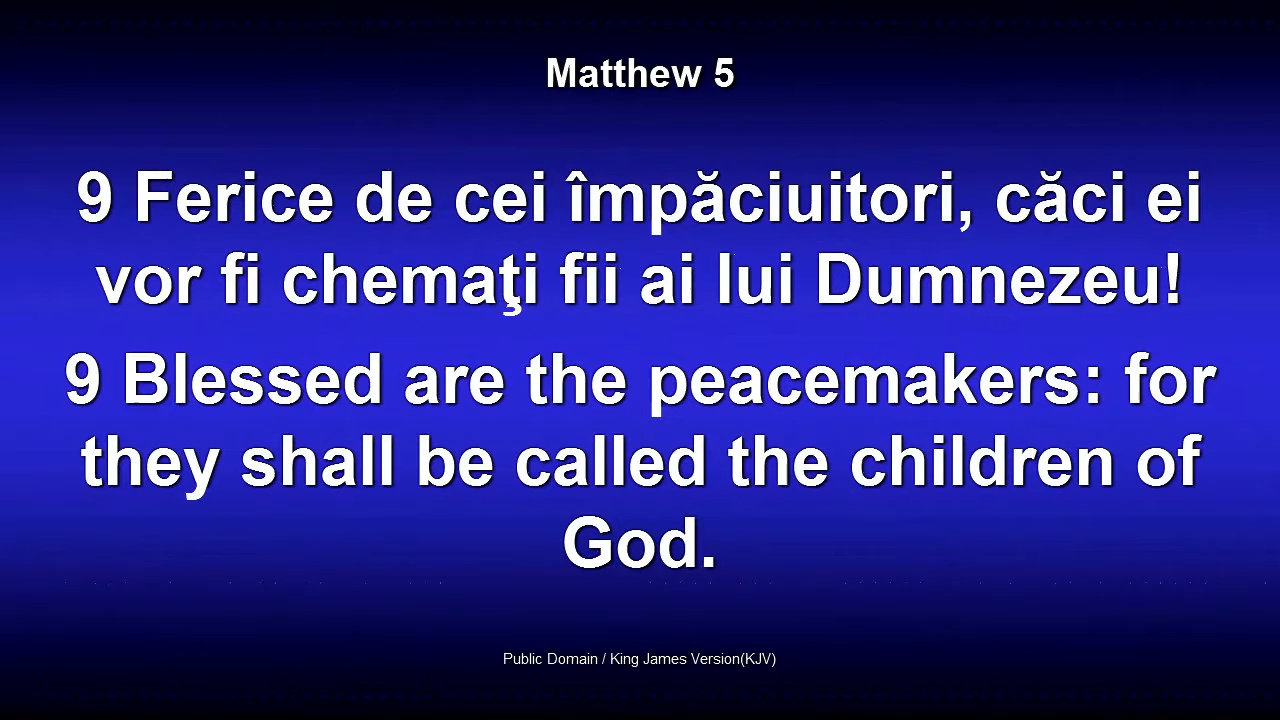 Matthew 5
9 Ferice de cei împăciuitori, căci ei
vor fi chemaţi fii ai lui Dumnezeu!
9 Blessed are the peacemakers: for
they shall be called the children of
God.
Public Domain / King James Version(KJV)